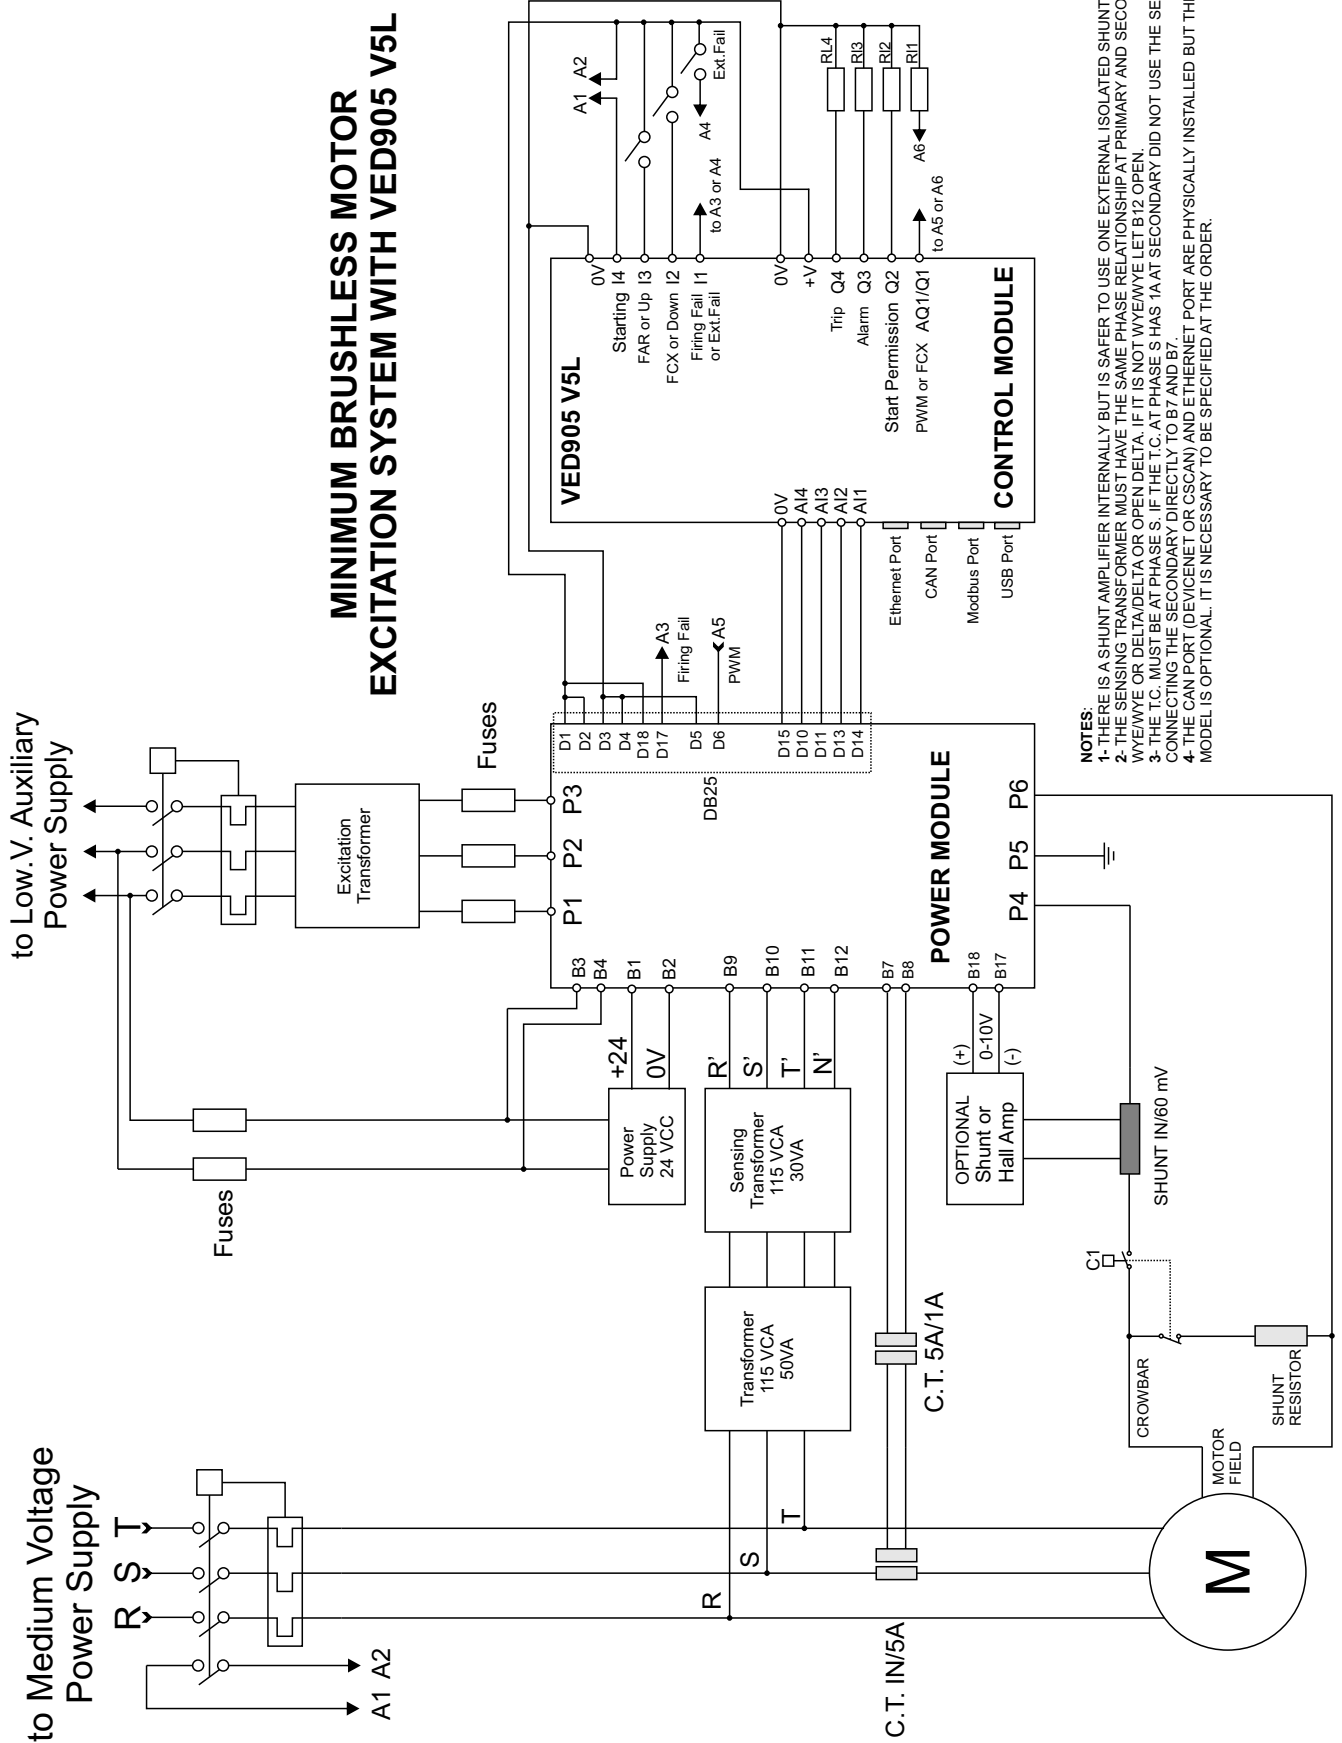 MINIMUM BRUSHLESS MOTOR
EXCITATION SYSTEM WITH VED905 V5L
to Medium Voltage
Power Supply
R
S
T
A1
A2
to Low.V. Auxiliary
Power Supply
Fuses
Excitation
Transformer
Fuses
Power
Supply
24 VCC
+24
0V
Transformer
115 VCA
50VA
Sensing
Transformer
115 VCA
30VA
R
S
T
R'
S'
T'
N'
C.T. IN/5A
C.T. 5A/1A
OPTIONAL
Shunt or
Hall Amp
(+)
0-10V
(-)
SHUNT IN/60 mV
C1
CROWBAR
SHUNT
RESISTOR
MOTOR
FIELD
M
POWER MODULE
P1
P2
P3
B3
B4
B1
B2
B9
B10
B11
B12
B7
B8
B18
B17
P4
P5
P6
DB25
D1
D2
D3
D4
D18
D17
D5
D6
D15
D10
D11
D13
D14
A3
Firing Fail
A5
PWM
VED905 V5L
CONTROL MODULE
0V
AI4
AI3
AI2
AI1
Ethernet Port
CAN Port
Modbus Port
USB Port
0V
Starting I4
FAR or Up I3
FCX or Down I2
Firing Fail I1
or Ext.Fail
0V
+V
Trip Q4
Alarm Q3
Start Permission Q2
PWM or FCX AQ1/Q1
A1
A2
A4
Ext.Fail
to A3 or A4
RL4
Rl3
Rl2
Rl1
A6
to A5 or A6
NOTES:
1- THERE IS A SHUNT AMPLIFIER INTERNALLY BUT IS SAFER TO USE ONE EXTERNAL ISOLATED SHUNT
2- THE SENSING TRANSFORMER MUST HAVE THE SAME PHASE RELATIONSHIP AT PRIMARY AND SECO
WYE/WYE OR DELTA/DELTA OR OPEN DELTA. IF IT IS NOT WYE/WYE LET B12 OPEN.
3- THE T.C. MUST BE AT PHASE S. IF THE T.C. AT PHASE S HAS 1A AT SECONDARY DID NOT USE THE SE
CONNECTING THE SECONDARY DIRECTLY TO B7 AND B7.
4- THE CAN PORT (DEVICENET OR CSCAN) AND ETHERNET PORT ARE PHYSICALLY INSTALLED BUT THE
MODEL IS OPTIONAL. IT IS NECESSARY TO BE SPECIFIED AT THE ORDER.